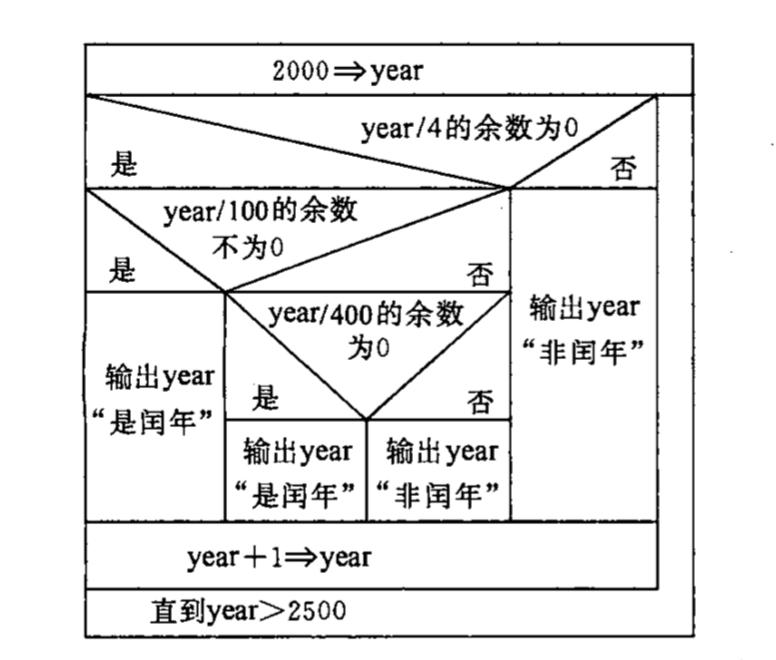 2000⇒year
year/4的余数为0
是
否
year/100的余数
不为0
是
否
year/400的余数
为0
是
否
输出year
“是闰年”
输出year
“是闰年”
输出year
“非闰年”
输出year
“非闰年”
year+1⇒year
直到year>2500